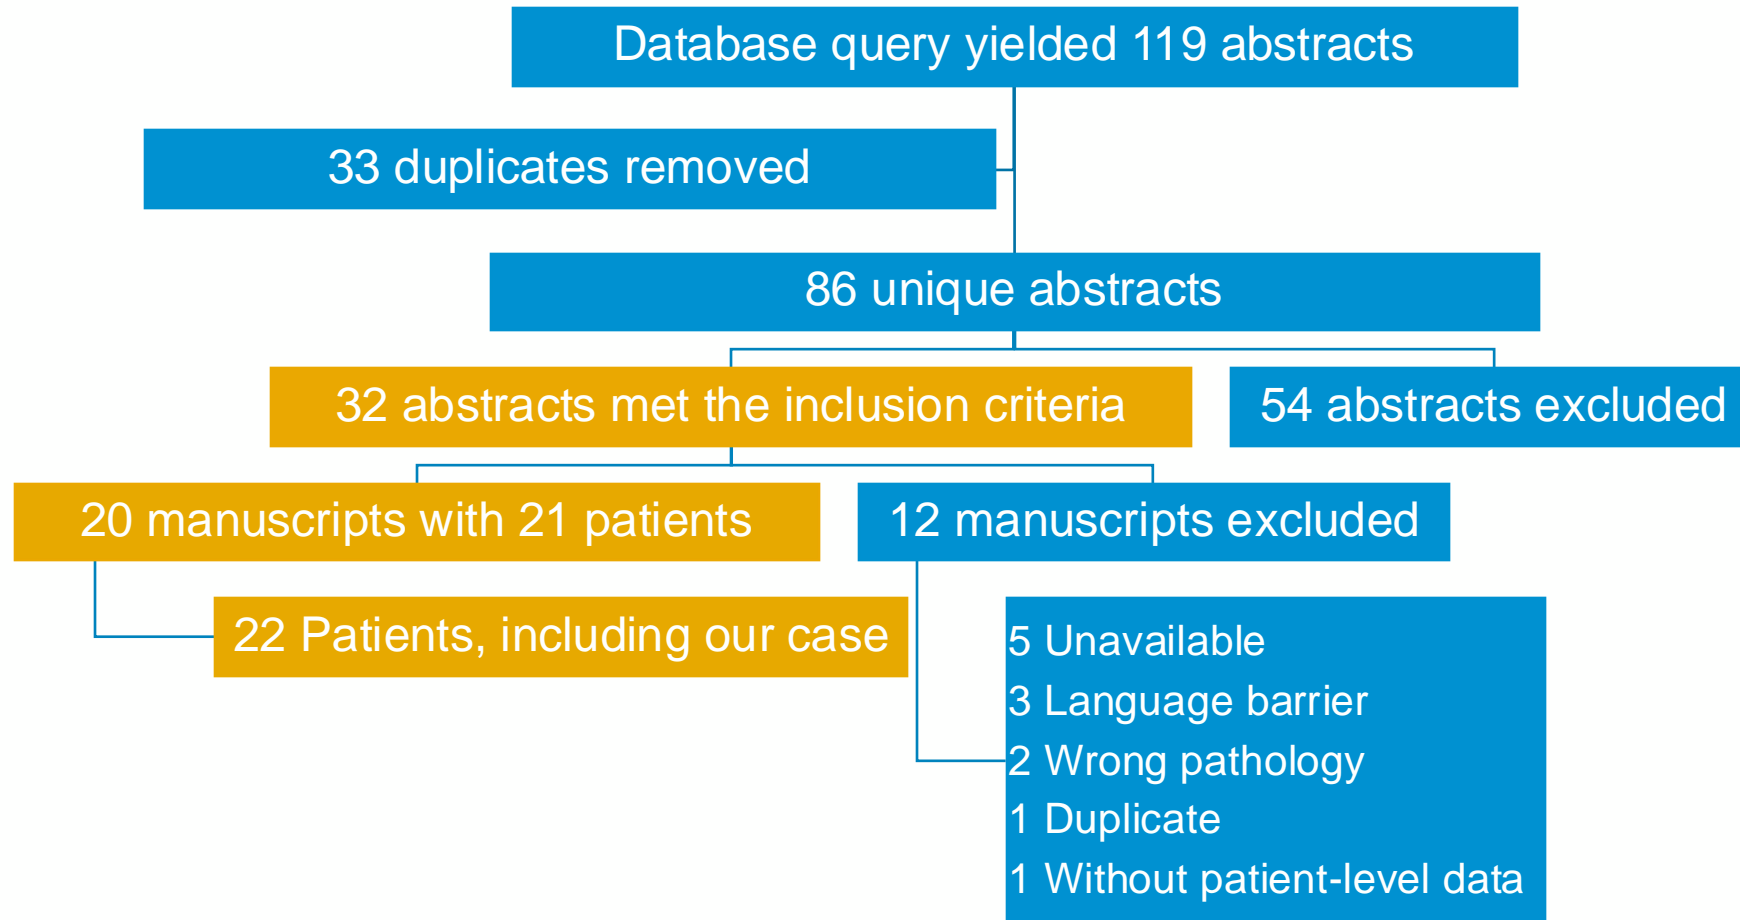 Database query yielded 119 abstracts
33 duplicates removed
86 unique abstracts
32 abstracts met the inclusion criteria
54 abstracts excluded
20 manuscripts with 21 patients
12 manuscripts excluded
22 Patients, including our case
5 Unavailable
3 Language barrier
2 Wrong pathology
1 Duplicate
1 Without patient-level data